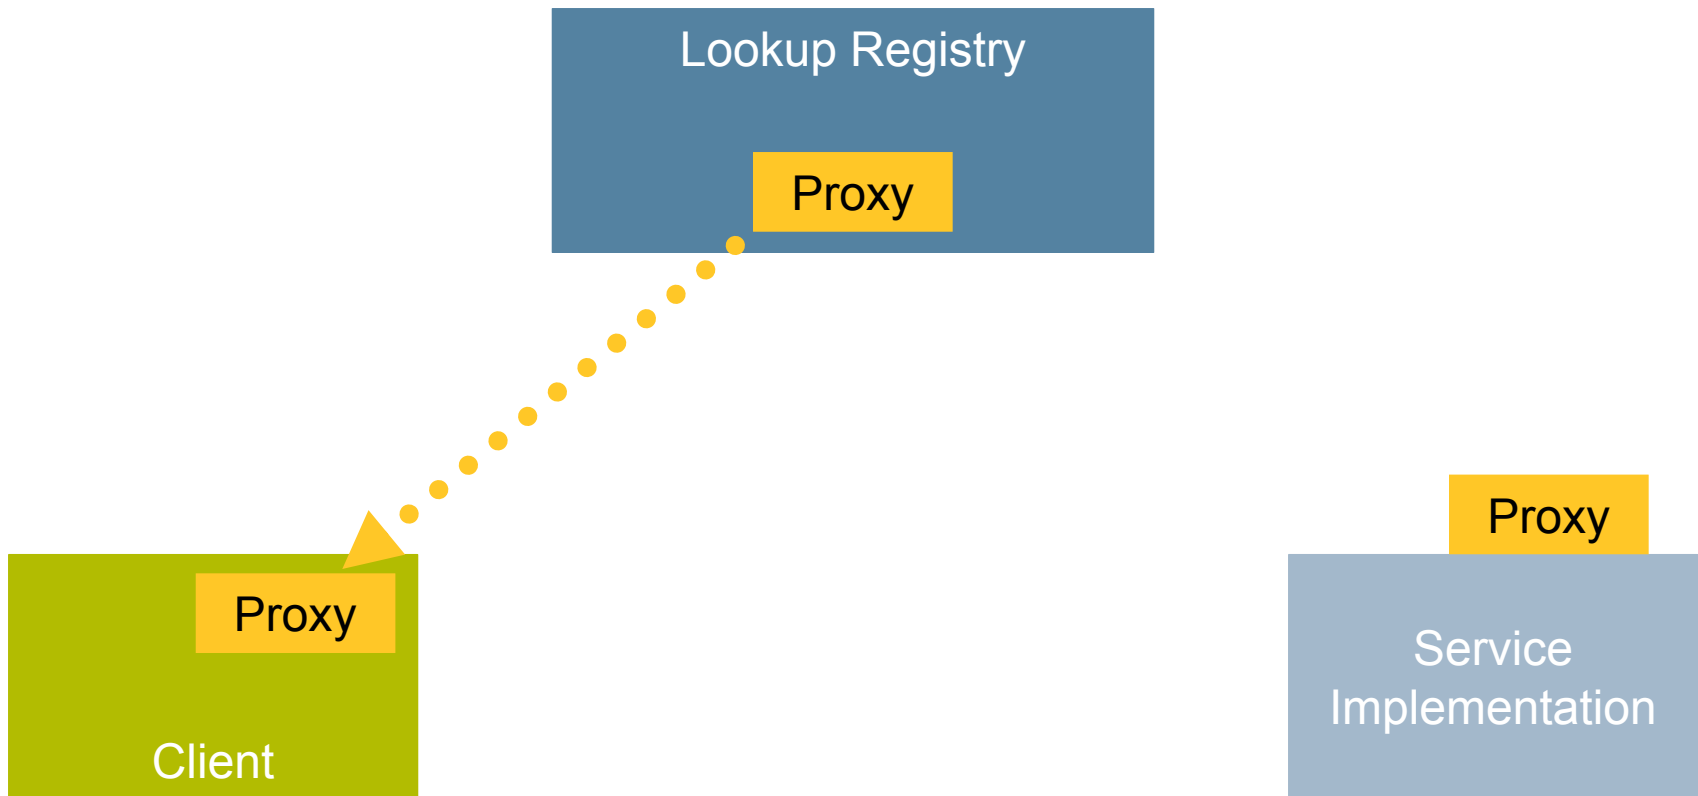 Lookup Registry
Proxy
Proxy
Service
Implementation
Proxy
Client